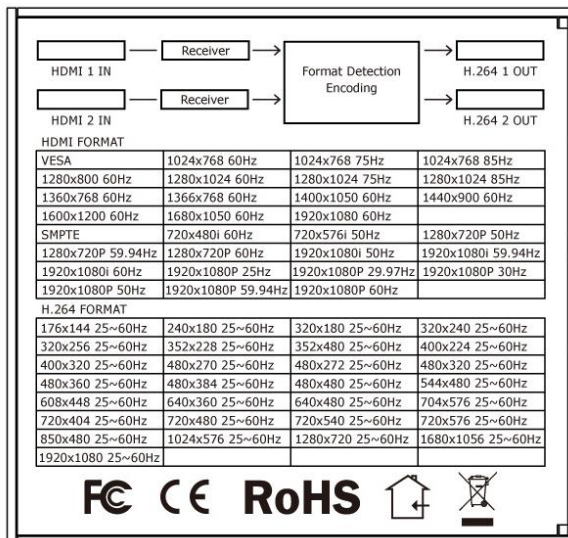 HDMI 1 IN Receiver Format Detection Encoding H.264 1 OUT
HDMI 2 IN Receiver H.264 2 OUT
HDMI FORMAT
VESA 1024x768 60Hz 1024x768 75Hz 1024x768 85Hz
1280x800 60Hz 1280x1024 60Hz 1280x1024 75Hz 1280x1024 85Hz
1360x768 60Hz 1366x768 60Hz 1400x1050 60Hz 1440x900 60Hz
1600x1200 60Hz 1680x1050 60Hz 1920x1080 60Hz
SMPTE 720x480i 60Hz 720x576i 50Hz 1280x720P 50Hz
1280x720P 59.94Hz 1280x720P 60Hz 1920x1080i 50Hz 1920x1080i 59.94Hz
1920x1080i 60Hz 1920x1080P 25Hz 1920x1080P 29.97Hz 1920x1080P 30Hz
1920x1080P 50Hz 1920x1080P 59.94Hz 1920x1080P 60Hz
H.264 FORMAT
176x144 25~60Hz 240x180 25~60Hz 320x180 25~60Hz 320x240 25~60Hz
320x256 25~60Hz 352x228 25~60Hz 352x480 25~60Hz 400x224 25~60Hz
400x320 25~60Hz 480x270 25~60Hz 480x272 25~60Hz 480x320 25~60Hz
480x360 25~60Hz 480x384 25~60Hz 480x480 25~60Hz 544x480 25~60Hz
608x448 25~60Hz 640x360 25~60Hz 640x480 25~60Hz 704x576 25~60Hz
720x404 25~60Hz 720x480 25~60Hz 720x540 25~60Hz 720x576 25~60Hz
850x480 25~60Hz 1024x576 25~60Hz 1280x720 25~60Hz 1680x1056 25~60Hz
1920x1080 25~60Hz
FC CE RoHS